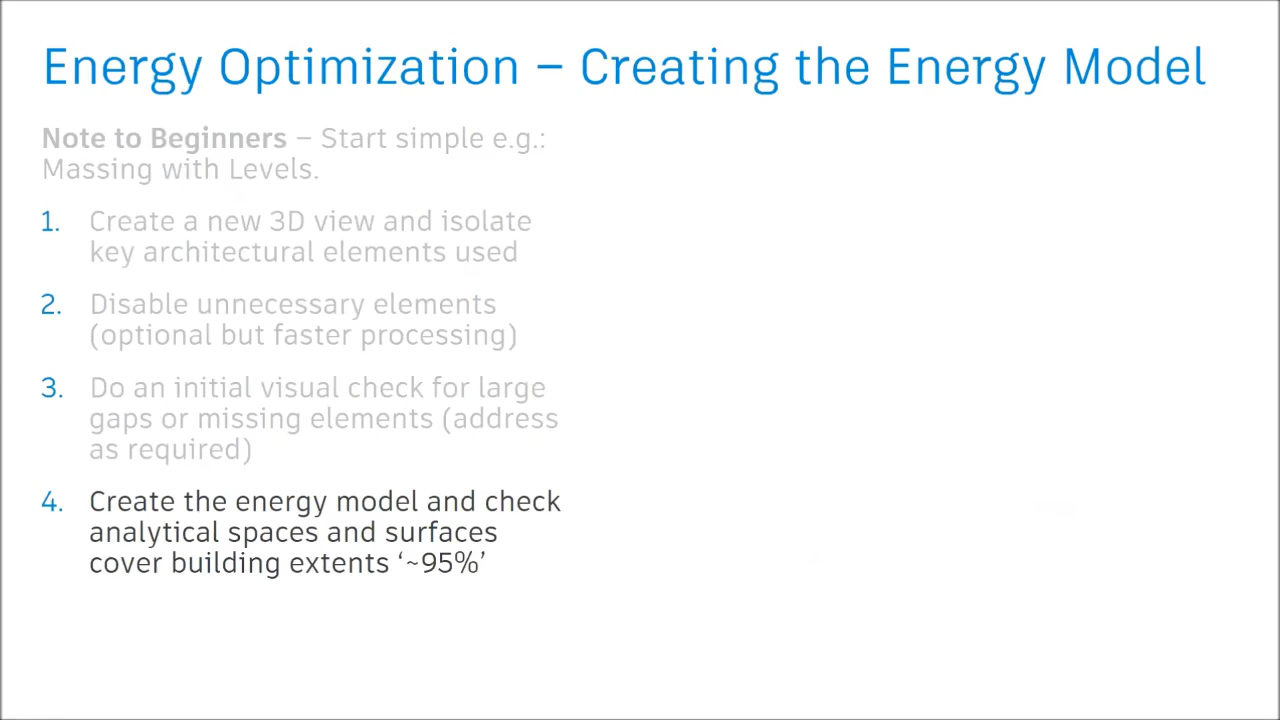 Energy Optimization – Creating the Energy Model
Note to Beginners – Start simple e.g.:
Massing with Levels.
1. Create a new 3D view and isolate
key architectural elements used
2. Disable unnecessary elements
(optional but faster processing)
3. Do an initial visual check for large
gaps or missing elements (address
as required)
4. Create the energy model and check
analytical spaces and surfaces
cover building extents ‘~95%’